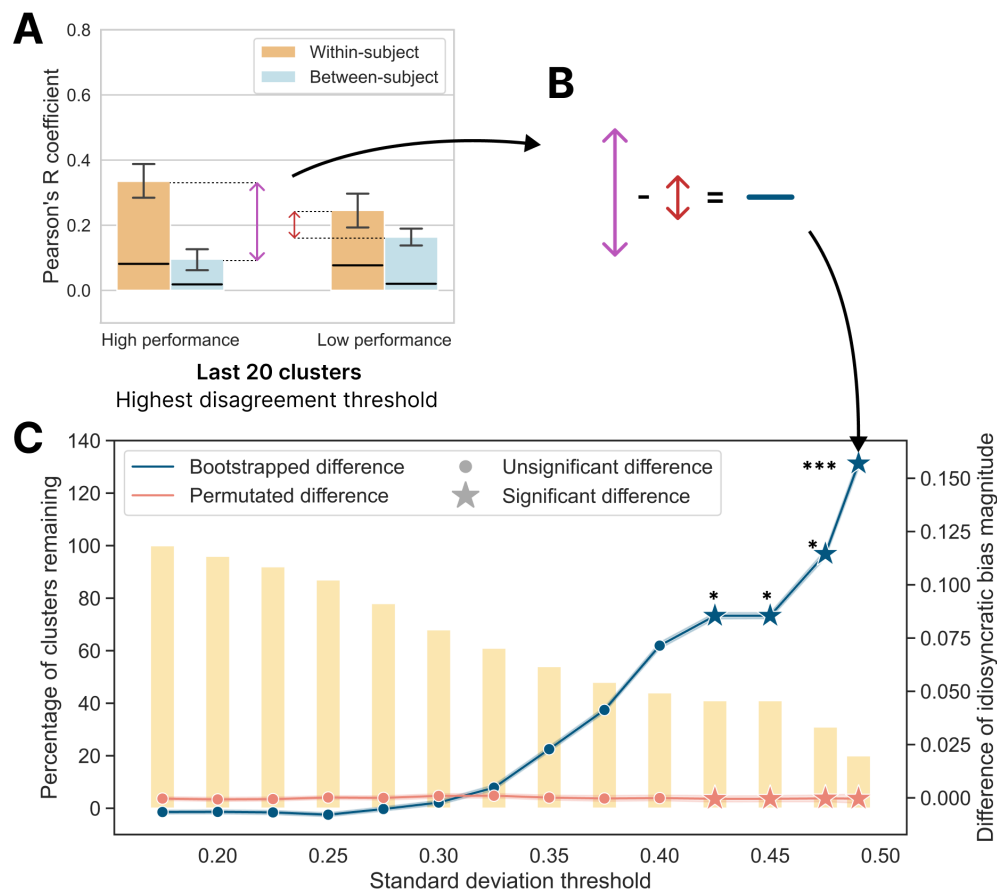 A
0.8
0.6
0.4
0.2
0.0
Pearson's R coefficient
Within-subject
Between-subject
High performance
Low performance
Last 20 clusters
Highest disagreement threshold
B
- =
C
140
120
100
80
60
40
20
0
Percentage of clusters remaining
Bootstrapped difference
Permutated difference
Unsignificant difference
Significant difference
*
*
*
***
0.150
0.125
0.100
0.075
0.050
0.025
0.000
Difference of idiosyncratic bias magnitude
0.20 0.25 0.30 0.35 0.40 0.45 0.50
Standard deviation threshold